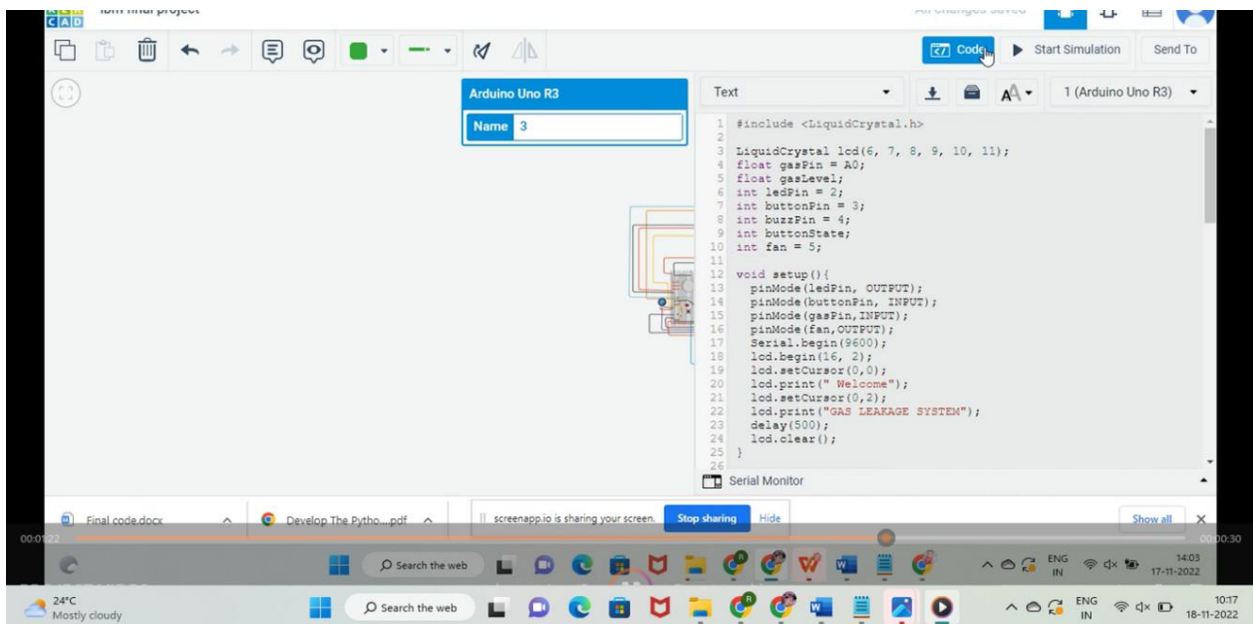 CAD
ibm final project
All changes saved
Code
Start Simulation
Send To
Arduino Uno R3
Name 3
Text
1 (Arduino Uno R3)
1 #include <LiquidCrystal.h>
2
3 LiquidCrystal lcd(6, 7, 8, 9, 10, 11);
4 float gasPin = A0;
5 float gasLevel;
6 int ledPin = 2;
7 int buttonPin = 3;
8 int buzzPin = 4;
9 int buttonState;
10 int fan = 5;
11
12 void setup(){
13 pinMode(ledPin, OUTPUT);
14 pinMode(buttonPin, INPUT);
15 pinMode(gasPin,INPUT);
16 pinMode(fan,OUTPUT);
17 Serial.begin(9600);
18 lcd.begin(16, 2);
19 lcd.setCursor(0,0);
20 lcd.print(" Welcome");
21 lcd.setCursor(0,2);
22 lcd.print("GAS LEAKAGE SYSTEM");
23 delay(500);
24 lcd.clear();
25 }
26
Serial Monitor
Final code.docx
Develop The Pytho....pdf
screenapp.io is sharing your screen.
Stop sharing
Hide
Show all
00:01:22
00:00:30
Search the web
ENG
IN
14:03
17-11-2022
24°C
Mostly cloudy
Search the web
ENG
IN
10:17
18-11-2022